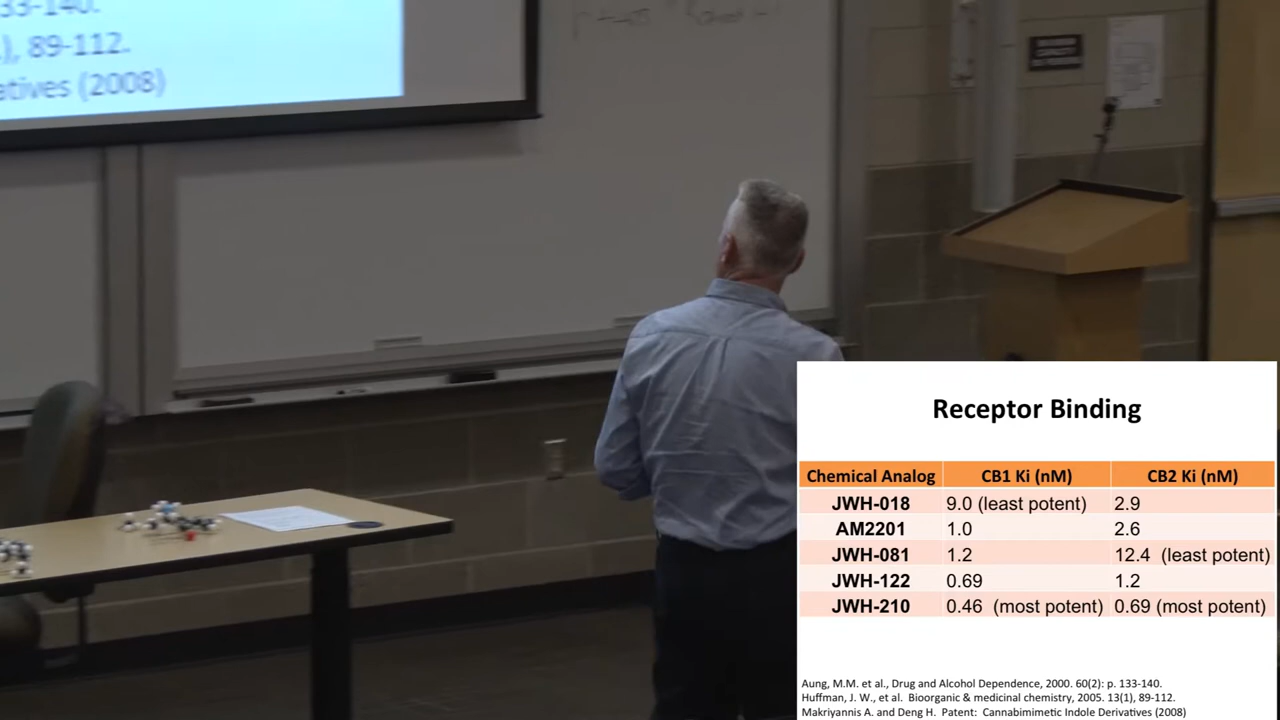 33-140.
), 89-112.
atives (2008)
Receptor Binding
Chemical Analog CB1 Ki (nM) CB2 Ki (nM)
JWH-018 9.0 (least potent) 2.9
AM2201 1.0 2.6
JWH-081 1.2 12.4 (least potent)
JWH-122 0.69 1.2
JWH-210 0.46 (most potent) 0.69 (most potent)
Aung, M.M. et al., Drug and Alcohol Dependence, 2000. 60(2): p. 133-140.
Huffman, J. W., et al. Bioorganic & medicinal chemistry, 2005. 13(1), 89-112.
Makriyannis A. and Deng H. Patent: Cannabimimetic Indole Derivatives (2008)